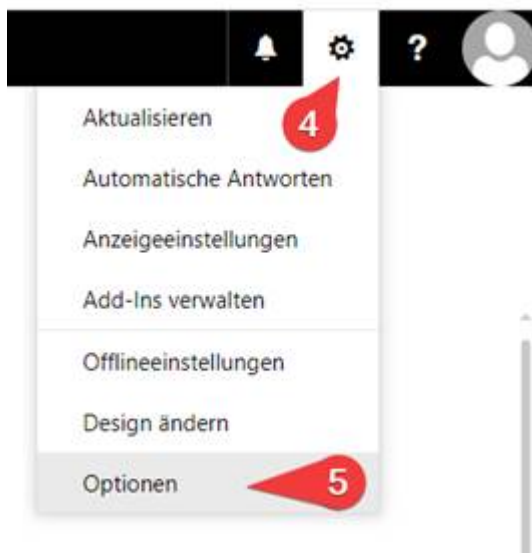 ?
4
Aktualisieren
Automatische Antworten
Anzeigeeinstellungen
Add-Ins verwalten
Offlineeinstellungen
Design ändern
Optionen 5